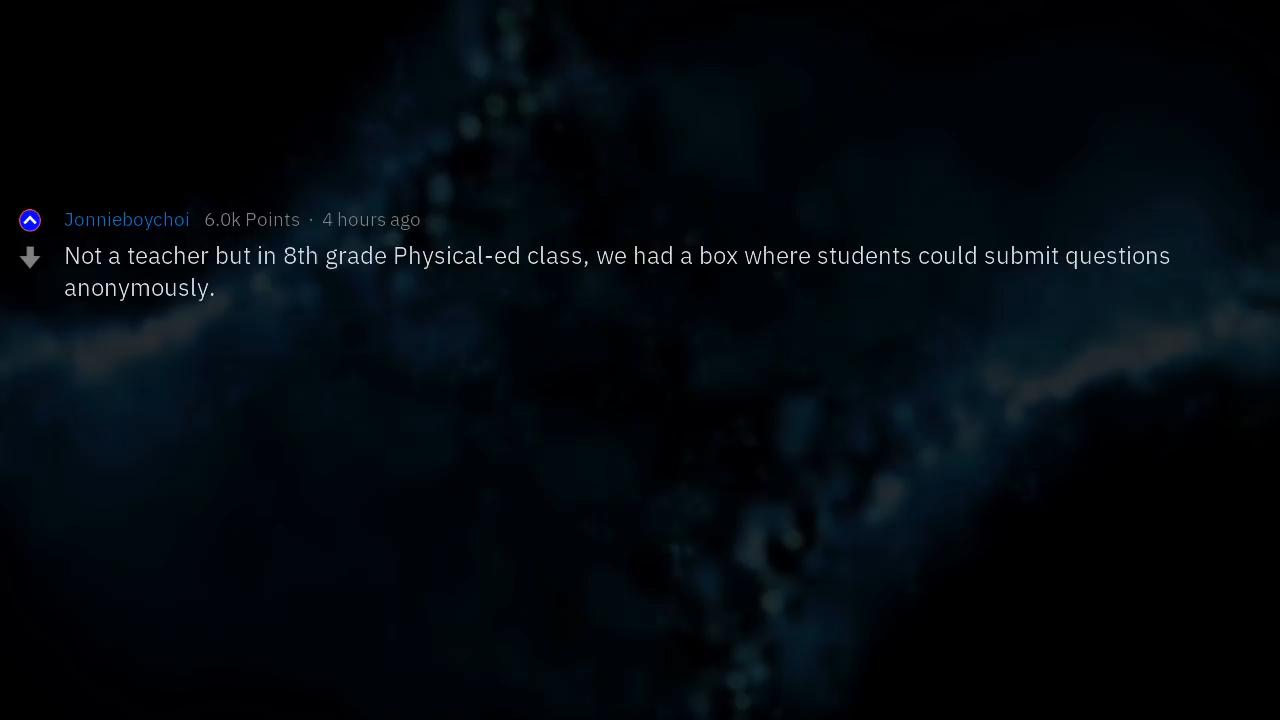 Jonnieboychoi 6.0k Points · 4 hours ago
Not a teacher but in 8th grade Physical-ed class, we had a box where students could submit questions
anonymously.